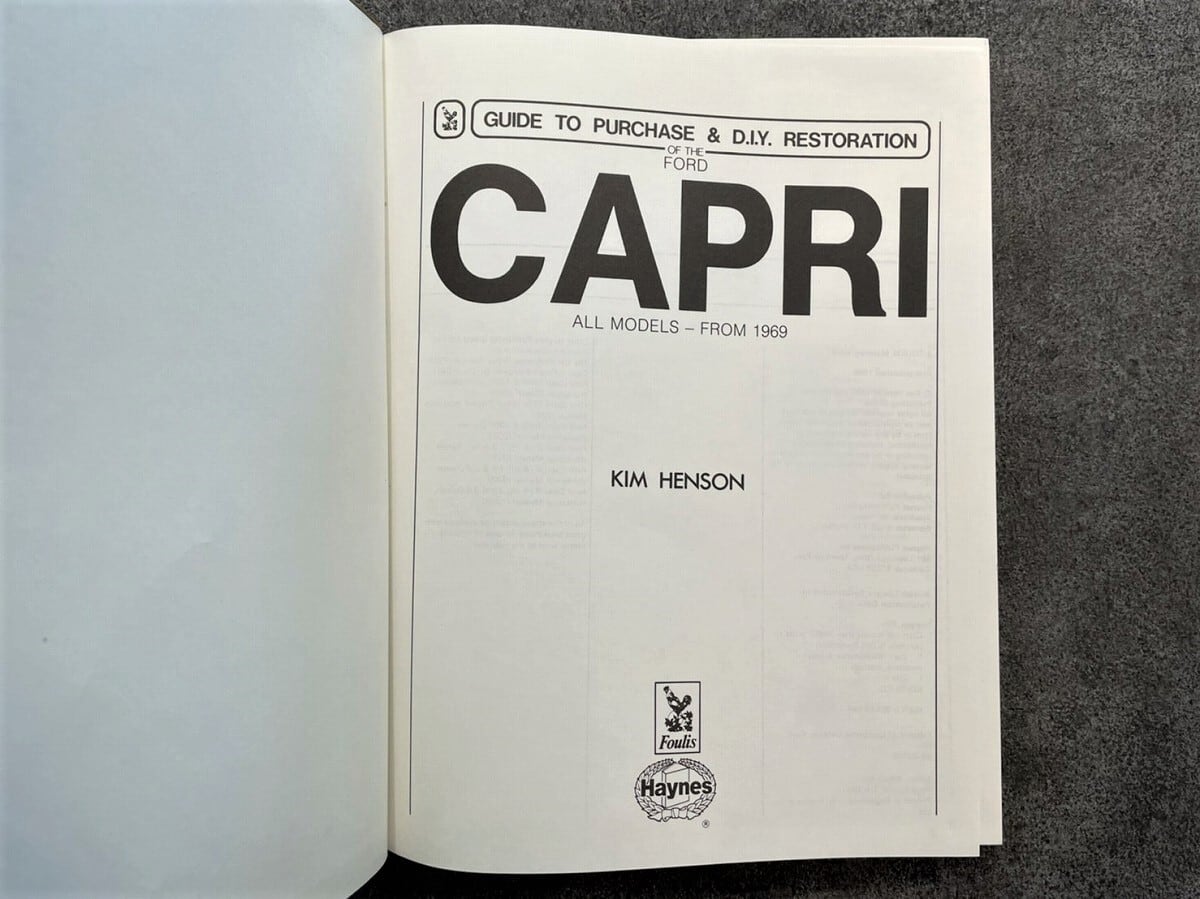 GUIDE TO PURCHASE & D.I.Y. RESTORATION
OF THE
FORD
CAPRI
ALL MODELS – FROM 1969
KIM HENSON
Foulis
Haynes
®